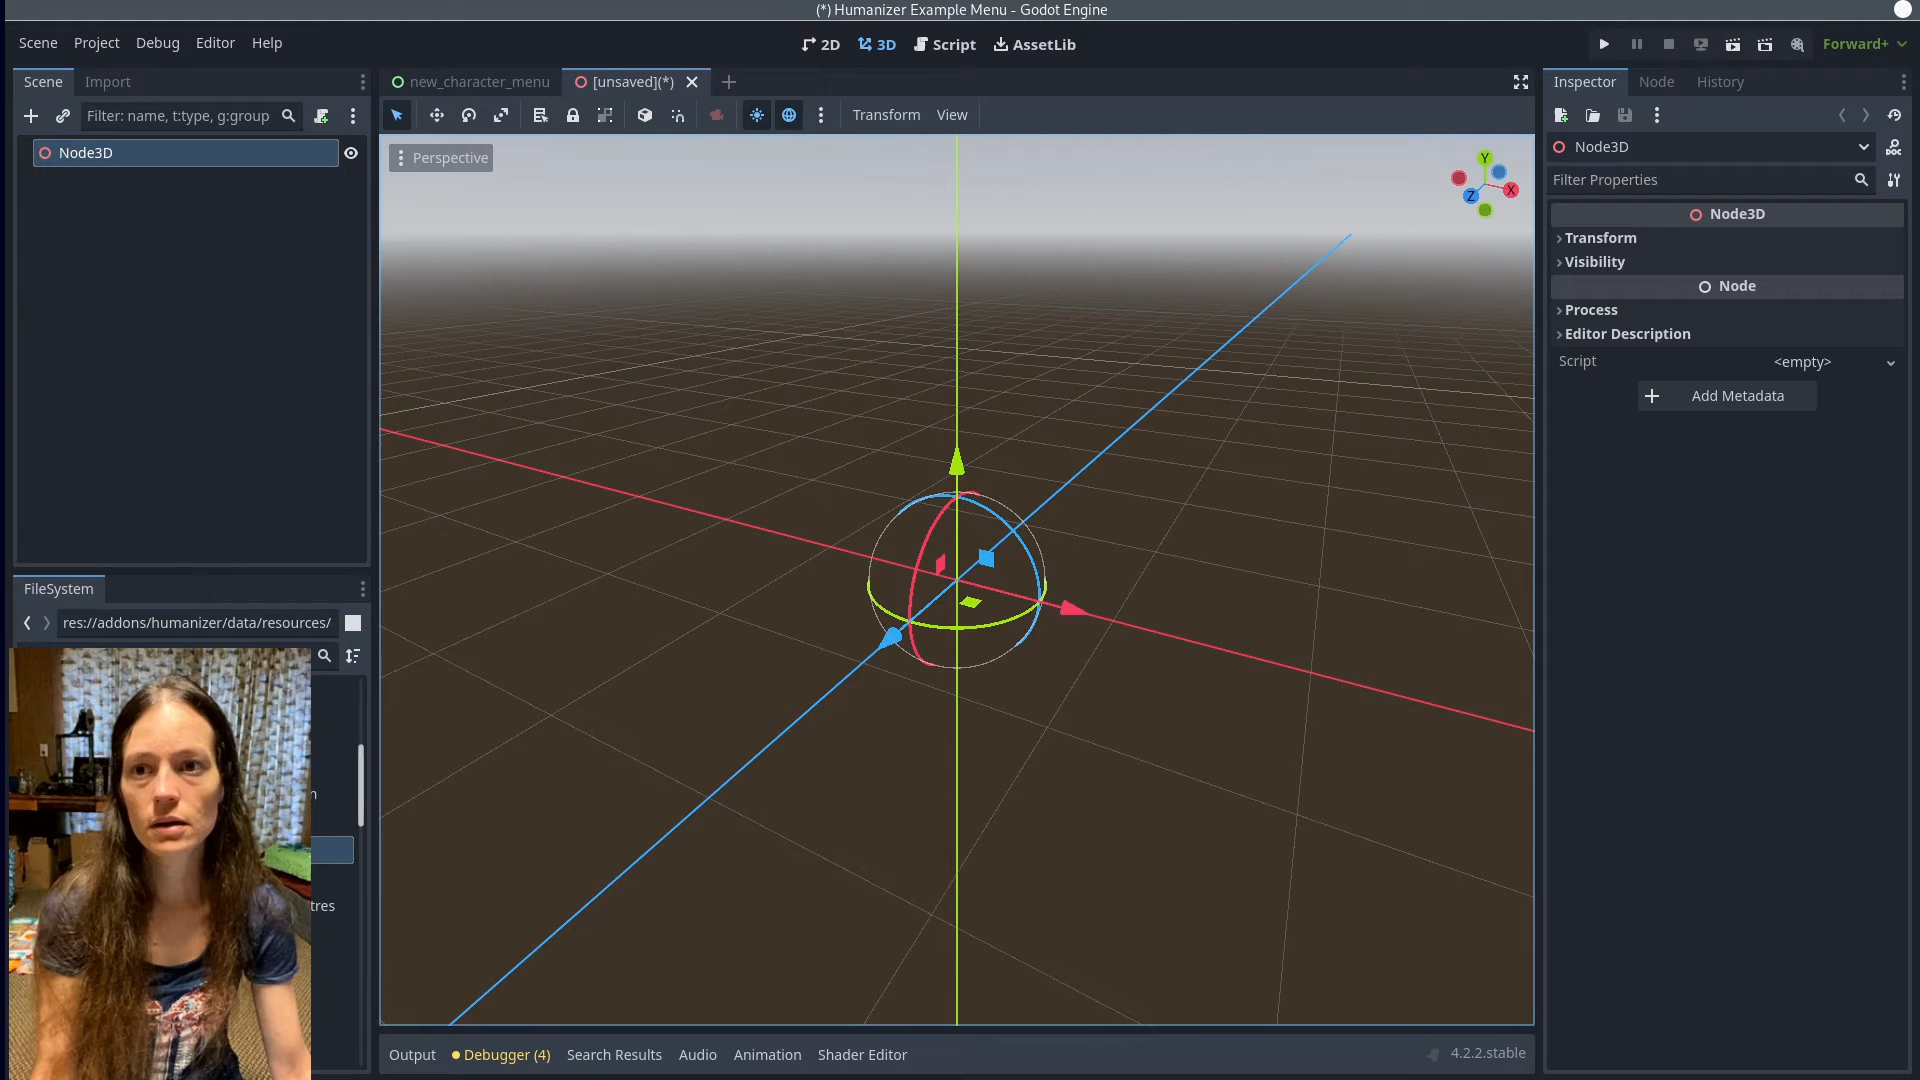 (*) Humanizer Example Menu - Godot Engine
Scene Project Debug Editor Help
2D 3D Script AssetLib
Forward+
Scene Import
new_character_menu [unsaved](*)
Inspector Node History
Filter: name, t:type, g:group
Transform View
Node3D
Perspective
Y
X
Z
Node3D
Filter Properties
Node3D
Transform
Visibility
Node
Process
Editor Description
Script <empty>
Add Metadata
FileSystem
res://addons/humanizer/data/resources/
n
tres
Output Debugger (4) Search Results Audio Animation Shader Editor
4.2.2.stable